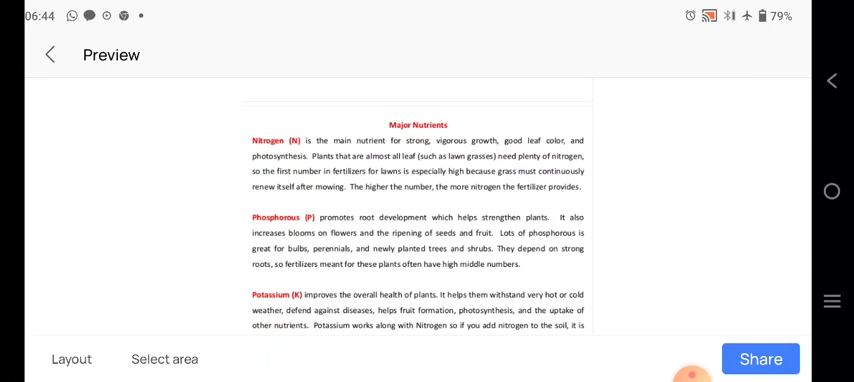 06:44
79%
Preview
Major Nutrients
Nitrogen (N) is the main nutrient for strong, vigorous growth, good leaf color, and
photosynthesis. Plants that are almost all leaf (such as lawn grasses) need plenty of nitrogen,
so the first number in fertilizers for lawns is especially high because grass must continuously
renew itself after mowing. The higher the number, the more nitrogen the fertilizer provides.
Phosphorous (P) promotes root development which helps strengthen plants. It also
increases blooms on flowers and the ripening of seeds and fruit. Lots of phosphorous is
great for bulbs, perennials, and newly planted trees and shrubs. They depend on strong
roots, so fertilizers meant for these plants often have high middle numbers.
Potassium (K) improves the overall health of plants. It helps them withstand very hot or cold
weather, defend against diseases, helps fruit formation, photosynthesis, and the uptake of
other nutrients. Potassium works along with Nitrogen so if you add nitrogen to the soil, it is
Layout
Select area
Share